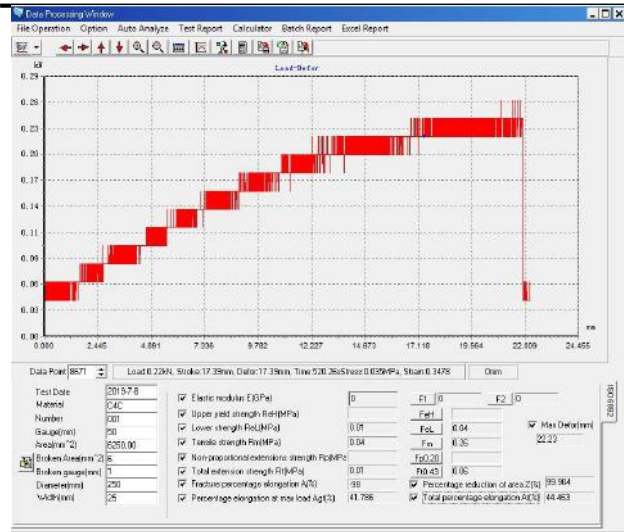 Data Processing Window
File Operation Option Auto Analyze Test Report Calculator Batch Report Excel Report
kN
Load-Defor
0.29
0.26
0.23
0.20
0.17
0.14
0.11
0.09
0.06
0.03
0.00
0.000 2.445 4.891 7.336 9.782 12.227 14.673 17.118 22.009 24.455
mm
Data Point 8671 Load:0.22kN, Stroke:17.39mm, Defor:17.39mm, Time:520.26s Stress:0.035MPa, Strain:0.3478 0mm
Test Date 2019-7-8
Material C4C
Number 001
Gauge(mm) 50
Area(mm^2) 6250.00
Broken Area(mm^2) 6
Broken gauge(mm) 1
Diameter(mm) 250
Width(mm) 25
Elastic modulus E(GPa) 0
Upper yield strength ReH(MPa)
Lower strength ReL(MPa) 0.01
Tensile strength Rm(MPa) 0.04
Non-proportional extensions strength Rp(MPa)
Total extension strength Rt(MPa) 0.01
Fracture percentage elongation A(%) 98
Percentage elongation at max load Agt(%) 41.786
F1 0 F2 0
FeH
FeL 0.04
Fm 0.26
Fp0.20
Ft0.43 0.06
Max Defor(mm)
22.23
Percentage reduction of area Z(%) 99.904
Total percentage elongation At(%) 44.463